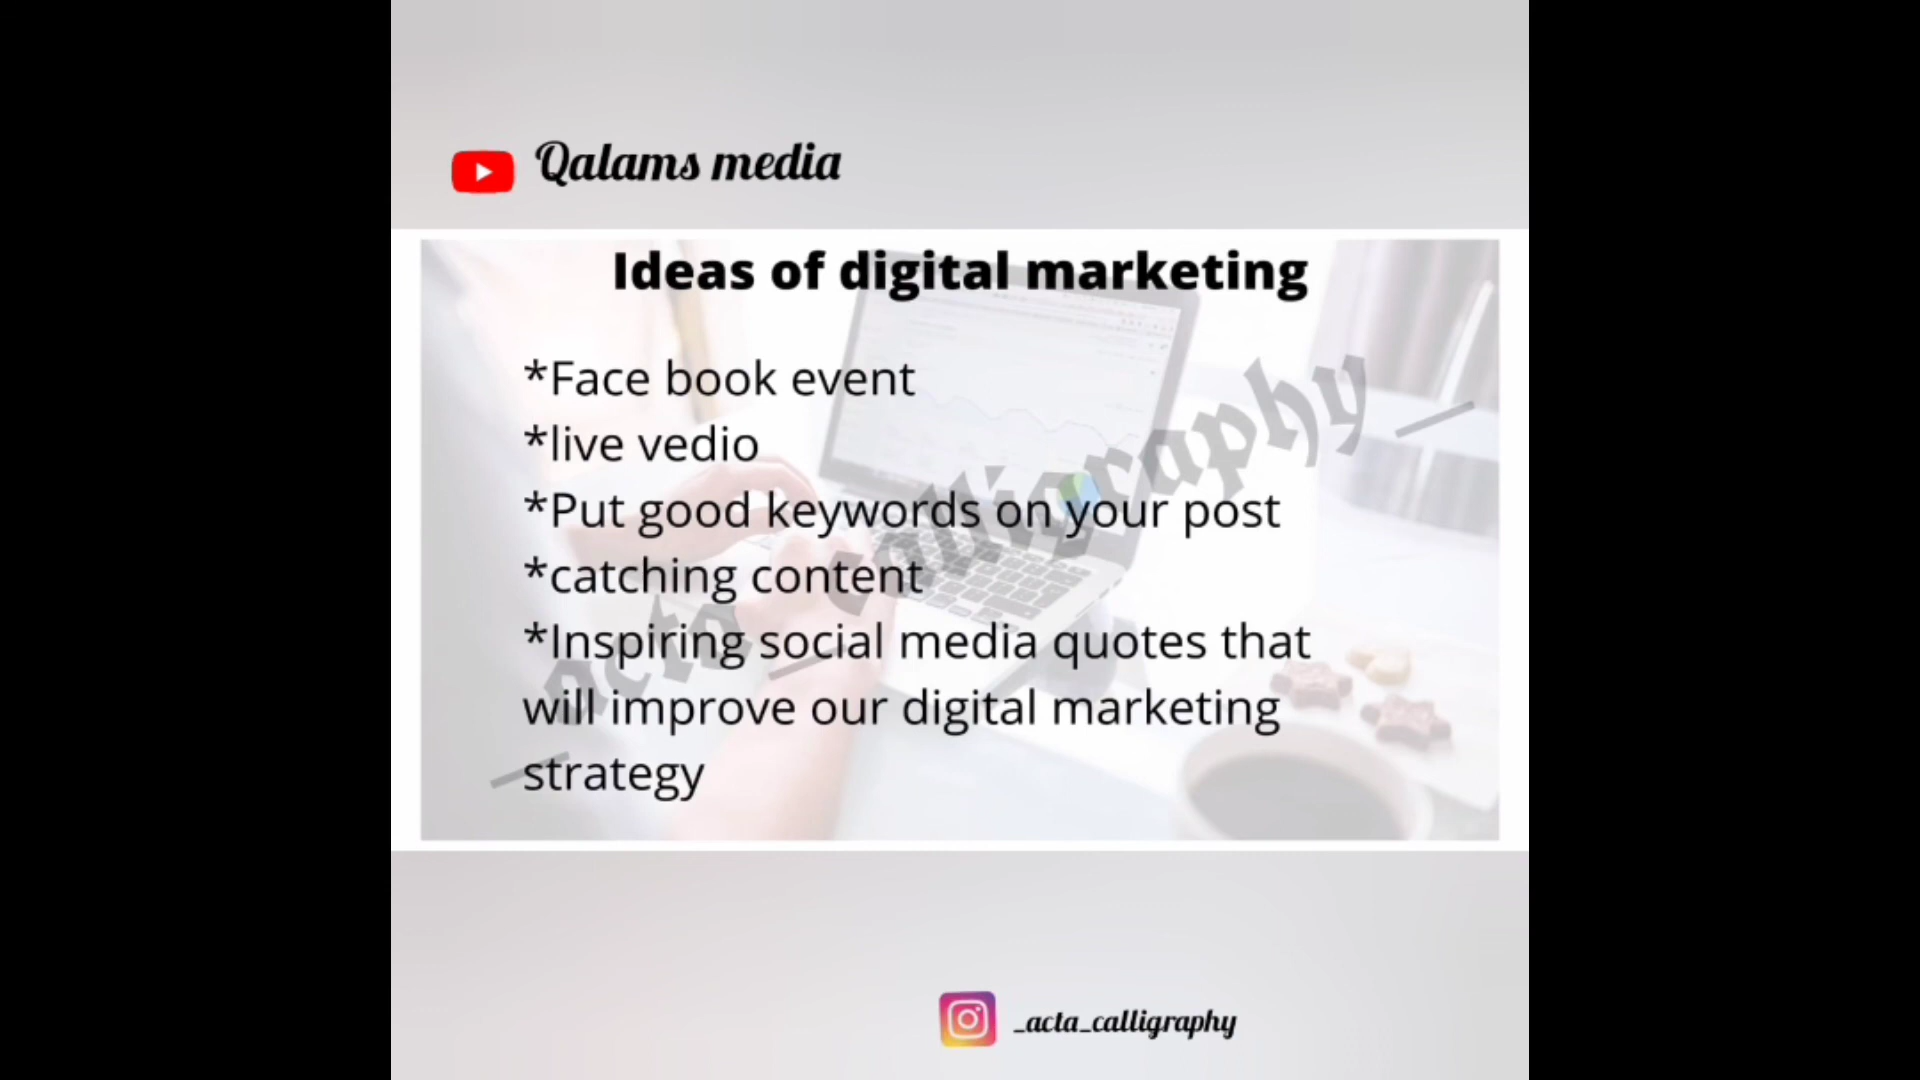 Qalams media
Ideas of digital marketing
*Face book event
*live vedio
*Put good keywords on your post
*catching content
*Inspiring social media quotes that
will improve our digital marketing
strategy
_acta_calligraphy_
_acta_calligraphy